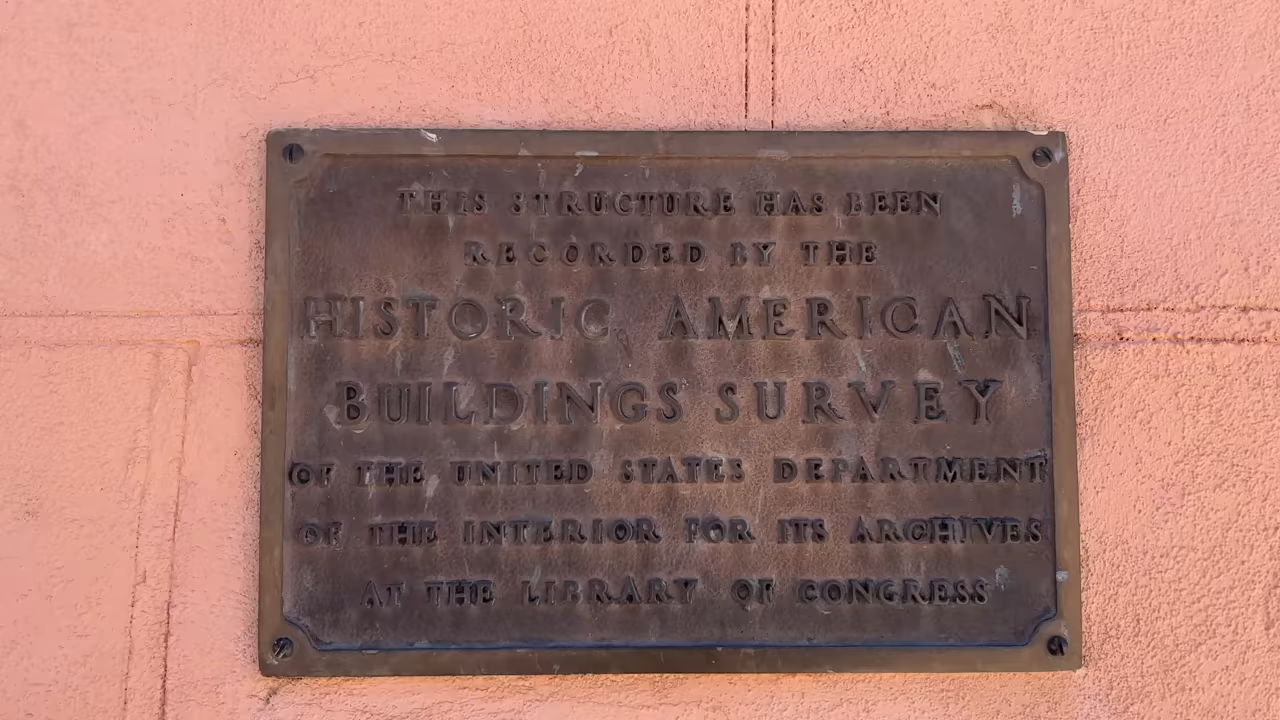 THIS STRUCTURE HAS BEEN
RECORDED BY THE
HISTORIC AMERICAN
BUILDINGS SURVEY
OF THE UNITED STATES DEPARTMENT
OF THE INTERIOR FOR ITS ARCHIVES
AT THE LIBRARY OF CONGRESS